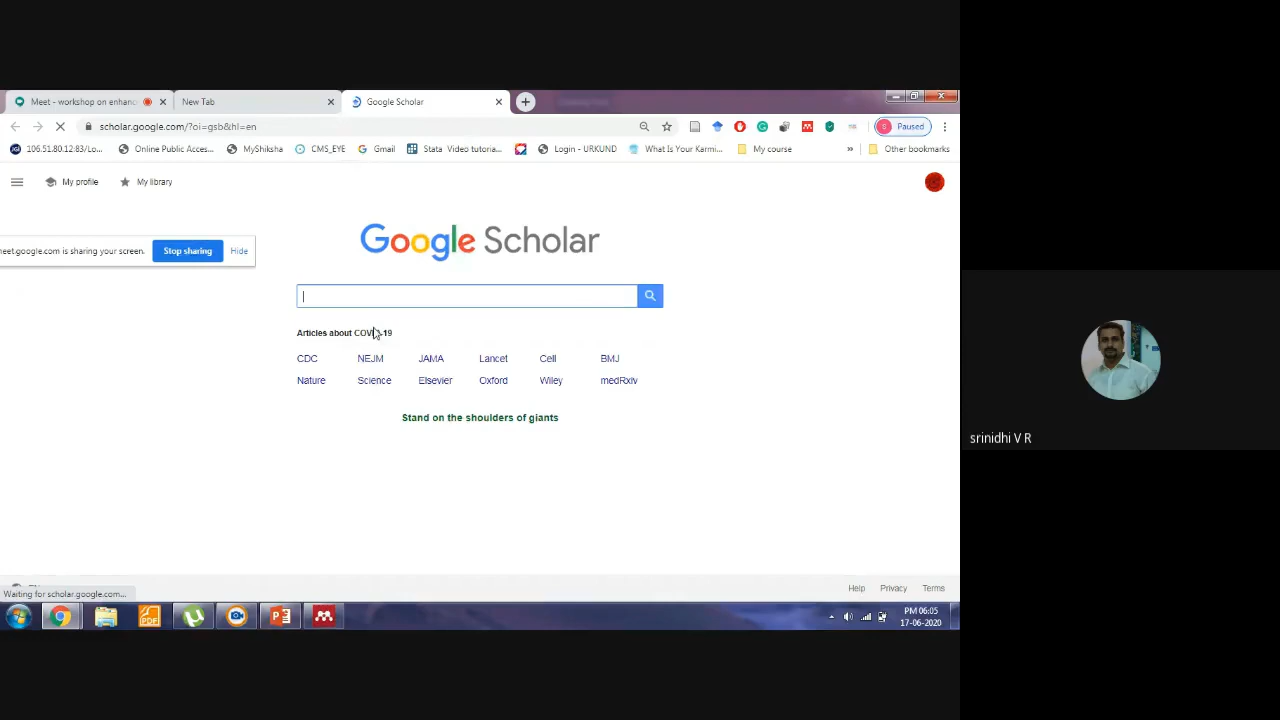 Meet - workshop on enhanc
New Tab
Google Scholar
scholar.google.com/?oi=gsb&hl=en
Paused
106.51.80.12:83/Lo...
Online Public Acces...
MyShiksha
CMS_EYE
Gmail
Stata Video tutoria...
Login - URKUND
What Is Your Karmi...
My course
»
Other bookmarks
My profile
My library
meet.google.com is sharing your screen.
Stop sharing
Hide
Google Scholar
Articles about COVID-19
CDC NEJM JAMA Lancet Cell BMJ
Nature Science Elsevier Oxford Wiley medRxiv
Stand on the shoulders of giants
srinidhi V R
Help Privacy Terms
Waiting for scholar.google.com...
PM 06:05
17-06-2020